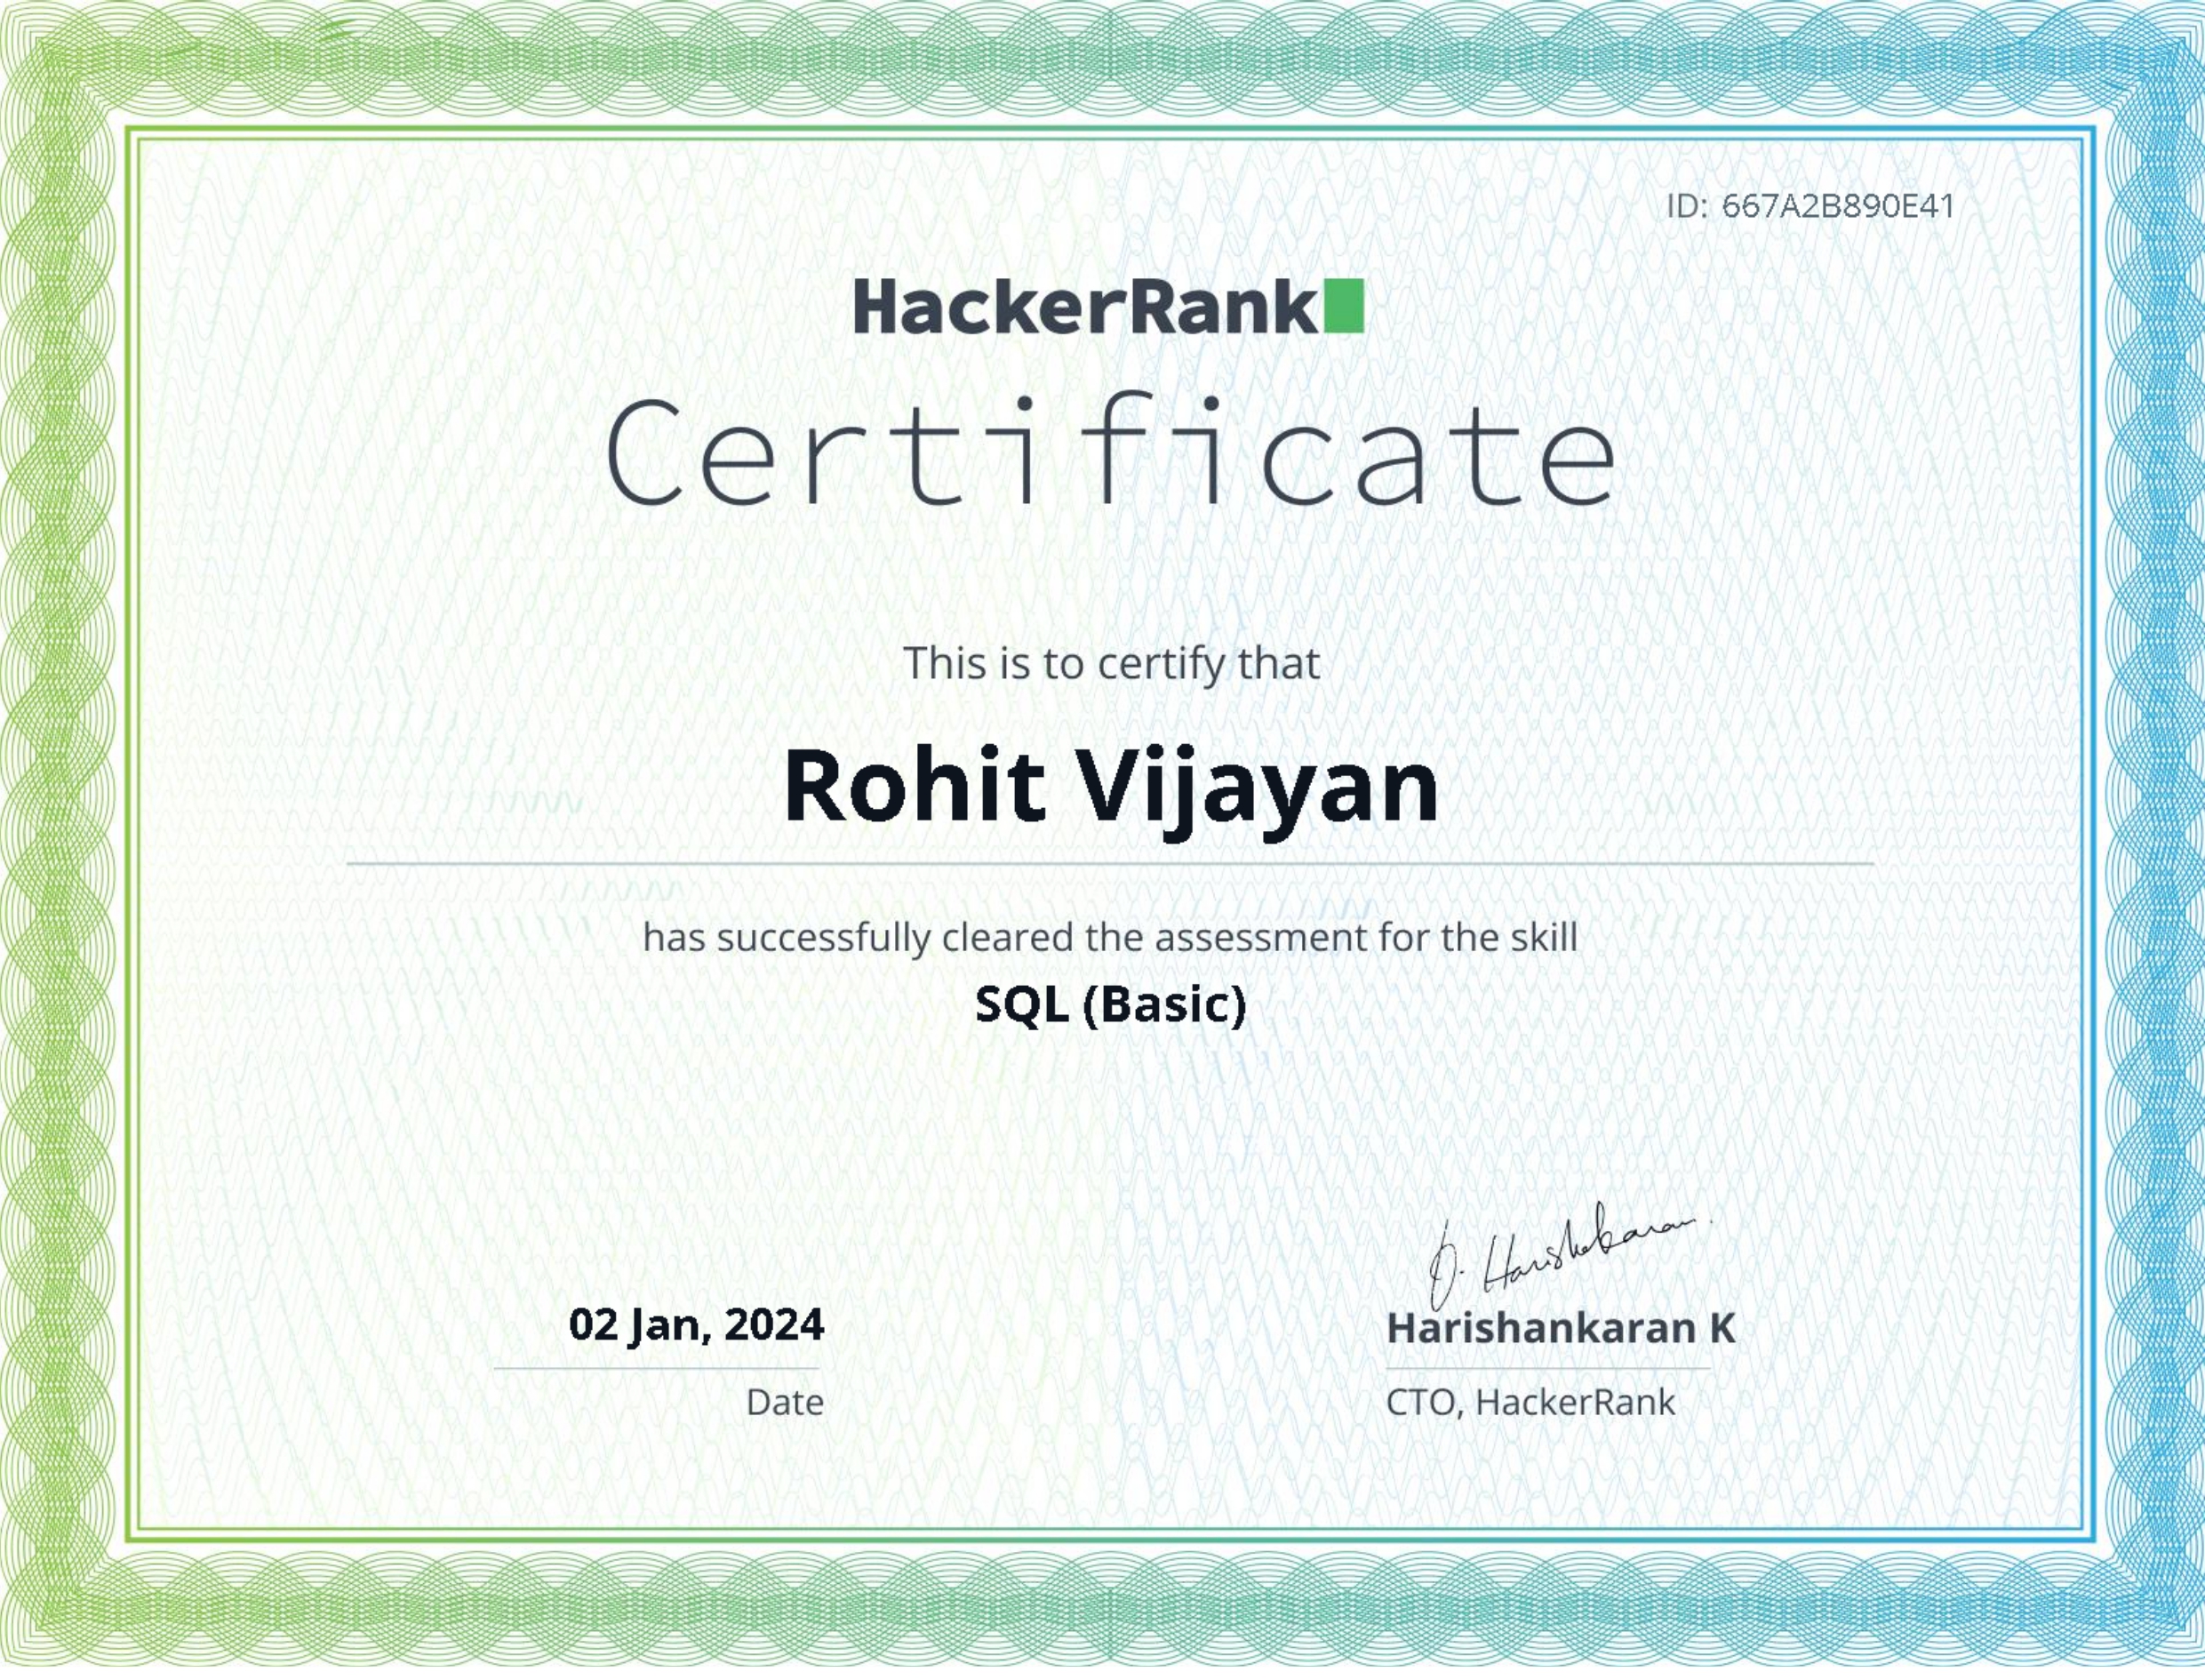 ID: 667A2B890E41
HackerRank
Certificate
This is to certify that
Rohit Vijayan
has successfully cleared the assessment for the skill
SQL (Basic)
02 Jan, 2024
Date
Harishankaran K
CTO, HackerRank